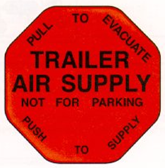 PULL TO EVACUATE
TRAILER
AIR SUPPLY
NOT FOR PARKING
PUSH TO SUPPLY